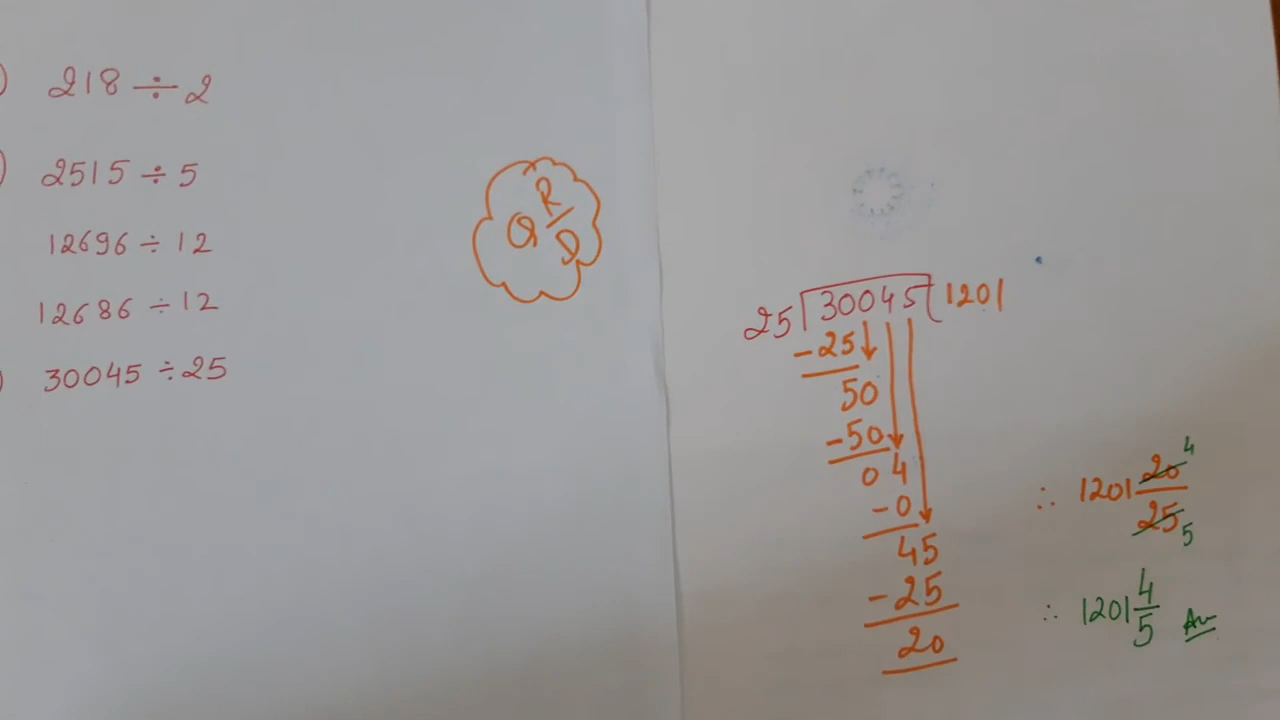 ) 218 ÷ 2
) 2515 ÷ 5
12696 ÷ 12
12686 ÷ 12
) 30045 ÷ 25
Q R/D
25) 30045 ( 1201
- 25
50
- 50
04
- 0
45
- 25
20
∴ 1201 20/25 4 5
∴ 1201 4/5 Ans